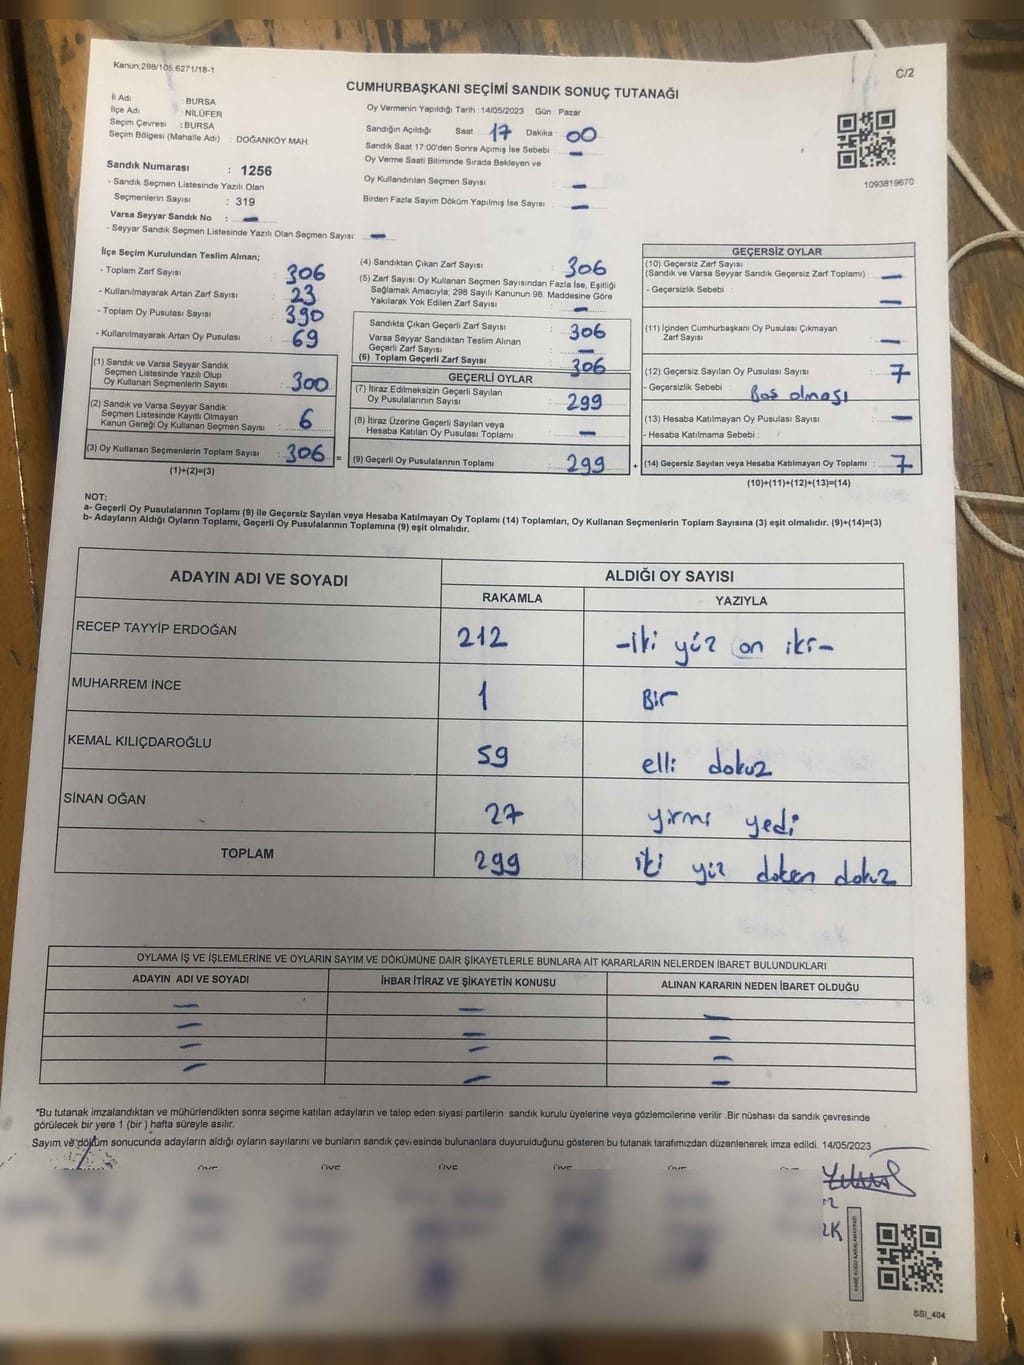 Kanun;298/105,6271/18-1
C/2
CUMHURBAŞKANI SEÇİMİ SANDIK SONUÇ TUTANAĞI
İl Adı : BURSA
İlçe Adı : NİLÜFER
Seçim Çevresi : BURSA
Seçim Bölgesi (Mahalle Adı) : DOĞANKÖY MAH.
Oy Vermenin Yapıldığı Tarih : 14/05/2023 Gün : Pazar
Sandığın Açıldığı Saat : 17 Dakika : 00
Sandık Saat 17:00'den Sonra Açılmış İse Sebebi : —
Oy Verme Saati Bitiminde Sırada Bekleyen ve
Oy Kullandırılan Seçmen Sayısı : —
Birden Fazla Sayım Döküm Yapılmış İse Sayısı : —
1093819670
Sandık Numarası : 1256
- Sandık Seçmen Listesinde Yazılı Olan
Seçmenlerin Sayısı : 319
Varsa Seyyar Sandık No : —
- Seyyar Sandık Seçmen Listesinde Yazılı Olan Seçmen Sayısı: —
İlçe Seçim Kurulundan Teslim Alınan;
- Toplam Zarf Sayısı : 306
- Kullanılmayarak Artan Zarf Sayısı : 23
- Toplam Oy Pusulası Sayısı : 390
- Kullanılmayarak Artan Oy Pusulası : 69
(1) Sandık ve Varsa Seyyar Sandık
Seçmen Listesinde Yazılı Olup
Oy Kullanan Seçmenlerin Sayısı : 300
(2) Sandık ve Varsa Seyyar Sandık
Seçmen Listesinde Kayıtlı Olmayan
Kanun Gereği Oy Kullanan Seçmen Sayısı : 6
(3) Oy Kullanan Seçmenlerin Toplam Sayısı : 306 =
(1)+(2)=(3)
(4) Sandıktan Çıkan Zarf Sayısı : 306
(5) Zarf Sayısı Oy Kullanan Seçmen Sayısından Fazla İse, Eşitliği
Sağlamak Amacıyla; 298 Sayılı Kanunun 98. Maddesine Göre
Yakılarak Yok Edilen Zarf Sayısı : —
Sandıkta Çıkan Geçerli Zarf Sayısı : 306
Varsa Seyyar Sandıktan Teslim Alınan
Geçerli Zarf Sayısı : —
(6) Toplam Geçerli Zarf Sayısı : 306
GEÇERLİ OYLAR
(7) İtiraz Edilmeksizin Geçerli Sayılan
Oy Pusulalarının Sayısı : 299
(8) İtiraz Üzerine Geçerli Sayılan veya
Hesaba Katılan Oy Pusulası Toplamı : —
(9) Geçerli Oy Pusulalarının Toplamı : 299 +
GEÇERSİZ OYLAR
(10) Geçersiz Zarf Sayısı
(Sandık ve Varsa Seyyar Sandık Geçersiz Zarf Toplamı) : —
- Geçersizlik Sebebi : —
(11) İçinden Cumhurbaşkanı Oy Pusulası Çıkmayan
Zarf Sayısı : —
(12) Geçersiz Sayılan Oy Pusulası Sayısı : 7
- Geçersizlik Sebebi : Boş olması
(13) Hesaba Katılmayan Oy Pusulası Sayısı : —
- Hesaba Katılmama Sebebi :
(14) Geçersiz Sayılan veya Hesaba Katılmayan Oy Toplamı : 7
(10)+(11)+(12)+(13)=(14)
NOT:
a- Geçerli Oy Pusulalarının Toplamı (9) ile Geçersiz Sayılan veya Hesaba Katılmayan Oy Toplamı (14) Toplamları, Oy Kullanan Seçmenlerin Toplam Sayısına (3) eşit olmalıdır. (9)+(14)=(3)
b- Adayların Aldığı Oyların Toplamı, Geçerli Oy Pusulalarının Toplamına (9) eşit olmalıdır.
ADAYIN ADI VE SOYADI ALDIĞI OY SAYISI
RAKAMLA YAZIYLA
RECEP TAYYİP ERDOĞAN 212 -iki yüz on iki-
MUHARREM İNCE 1 Bir
KEMAL KILIÇDAROĞLU 59 elli dokuz
SİNAN OĞAN 27 yirmi yedi
TOPLAM 299 iki yüz doksen dokuz
OYLAMA İŞ VE İŞLEMLERİNE VE OYLARIN SAYIM VE DÖKÜMÜNE DAİR ŞİKAYETLERLE BUNLARA AİT KARARLARIN NELERDEN İBARET BULUNDUKLARI
ADAYIN ADI VE SOYADI İHBAR İTİRAZ VE ŞİKAYETİN KONUSU ALINAN KARARIN NEDEN İBARET OLDUĞU
— — —
— — —
— — —
— — —
*Bu tutanak imzalandıktan ve mühürlendikten sonra seçime katılan adayların ve talep eden siyasi partilerin sandık kurulu üyelerine veya gözlemcilerine verilir .Bir nüshası da sandık çevresinde
görülecek bir yere 1 (bir ) hafta süreyle asılır.
Sayım ve döküm sonucunda adayların aldığı oyların sayılarını ve bunların sandık çevresinde bulunanlara duyurulduğunu gösteren bu tutanak tarafımızdan düzenlenerek imza edildi. 14/05/2023
ÜYE ÜYE ÜYE ÜYE ÜYE ÜYE
SSI_404